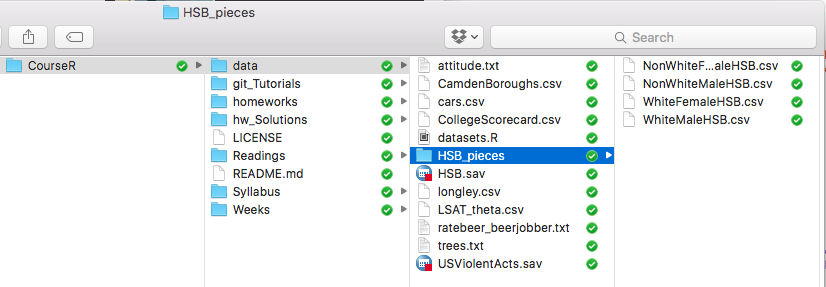 HSB_pieces
Search
CourseR
data
git_Tutorials
homeworks
hw_Solutions
LICENSE
Readings
README.md
Syllabus
Weeks
attitude.txt
CamdenBoroughs.csv
cars.csv
CollegeScorecard.csv
datasets.R
HSB_pieces
HSB.sav
longley.csv
LSAT_theta.csv
ratebeer_beerjobber.txt
trees.txt
USViolentActs.sav
NonWhiteF...aleHSB.csv
NonWhiteMaleHSB.csv
WhiteFemaleHSB.csv
WhiteMaleHSB.csv